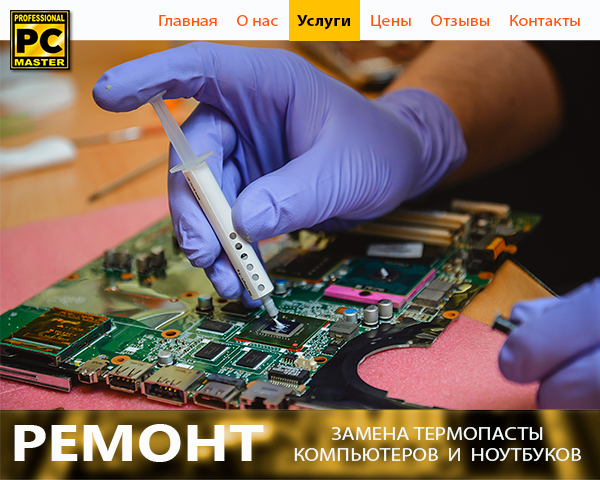 PROFESSIONAL
PC
MASTER
Главная О нас Услуги Цены Отзывы Контакты
РЕМОНТ
ЗАМЕНА ТЕРМОПАСТЫ
КОМПЬЮТЕРОВ И НОУТБУКОВ